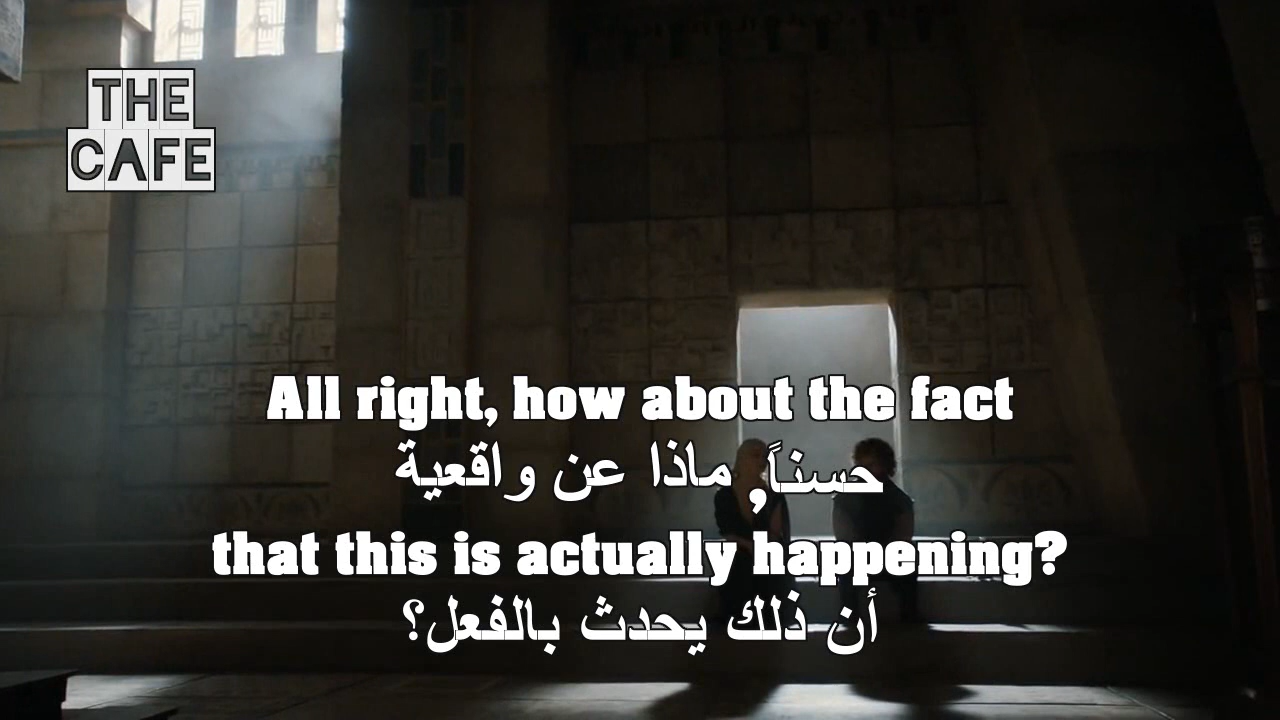 THE
CAFE
All right, how about the fact
حسناً, ماذا عن واقعية
that this is actually happening?
أن ذلك يحدث بالفعل؟